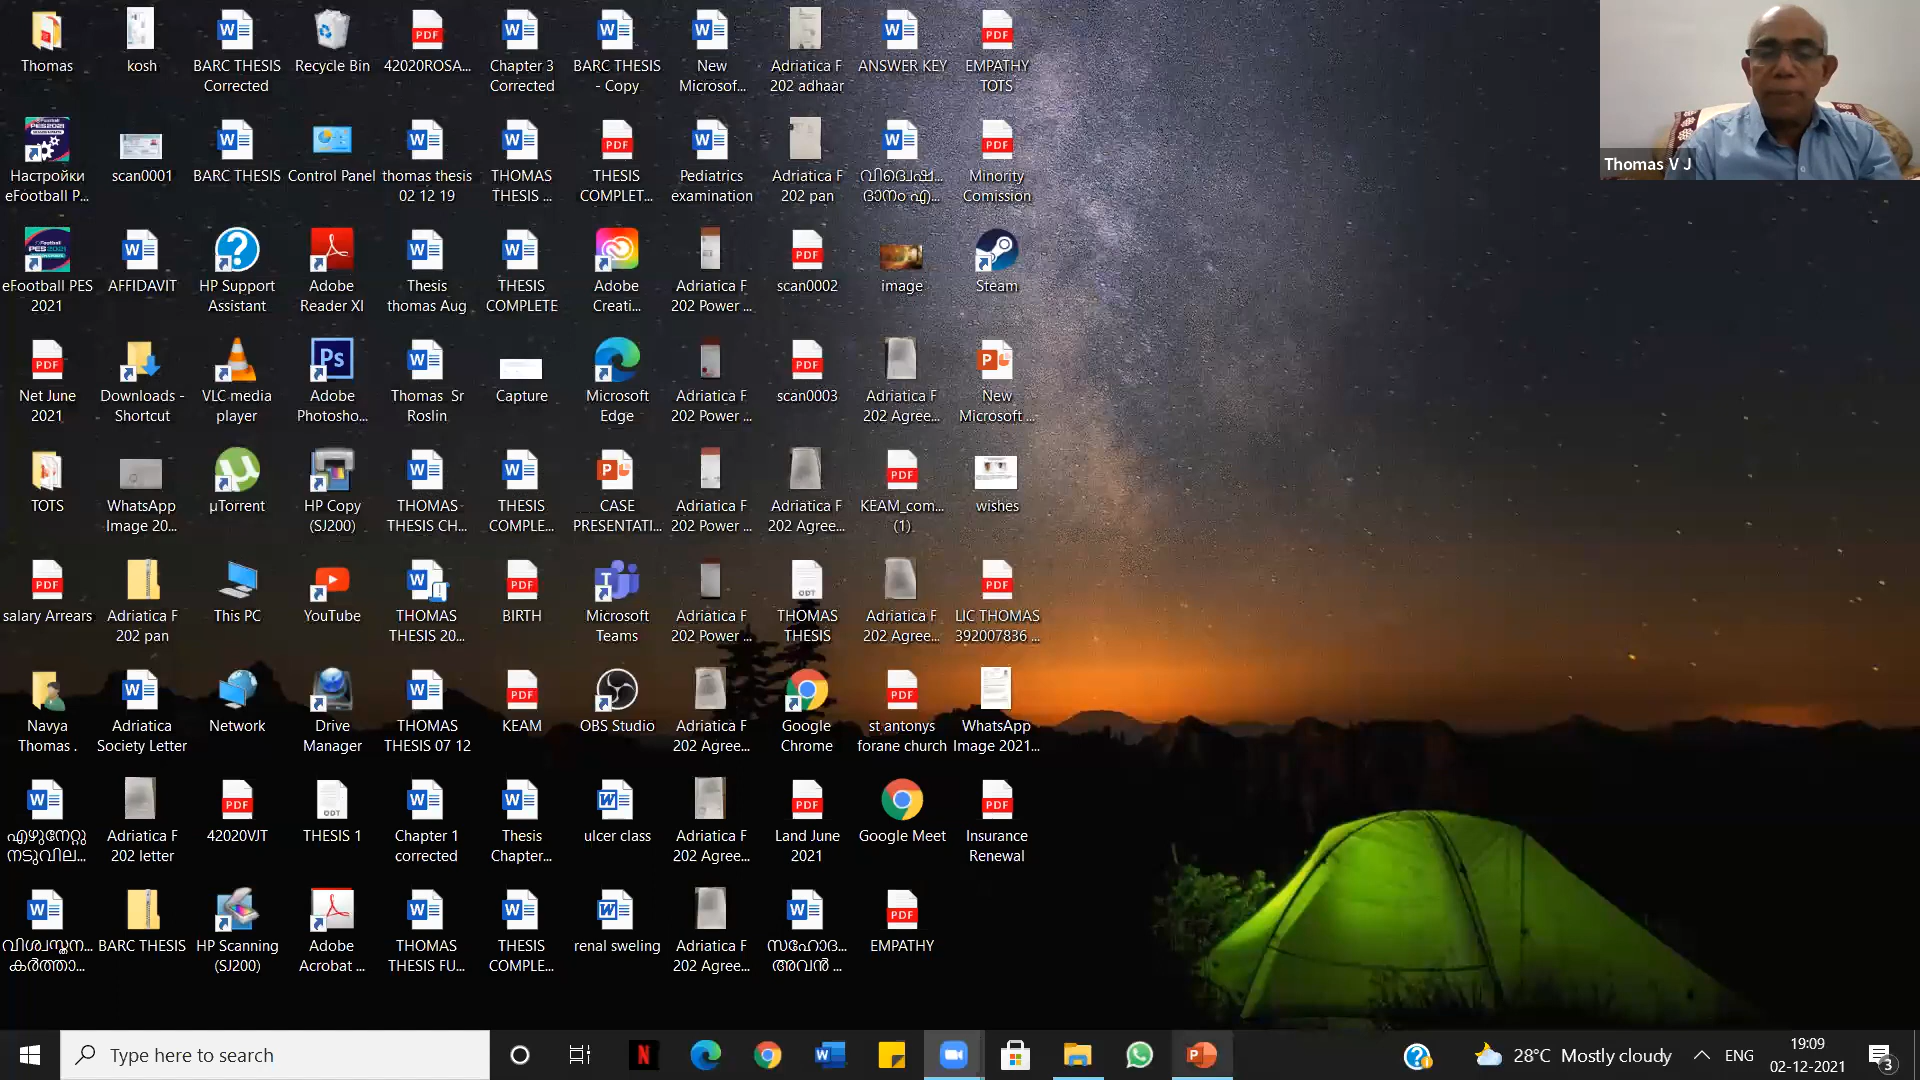 Thomas
kosh
BARC THESIS
Corrected
Recycle Bin
42020ROSA...
Chapter 3
Corrected
BARC THESIS
- Copy
New
Microsof...
Adriatica F
202 adhaar
ANSWER KEY
EMPATHY
TOTS
Thomas V J
Настройки
eFootball P...
scan0001
BARC THESIS
Control Panel
thomas thesis
02 12 19
THOMAS
THESIS ...
THESIS
COMPLET...
Pediatrics
examination
Adriatica F
202 pan
Minority
Comission
eFootball PES
2021
AFFIDAVIT
HP Support
Assistant
Adobe
Reader XI
Thesis
thomas Aug
THESIS
COMPLETE
Adobe
Creati...
Adriatica F
202 Power ...
scan0002
image
Steam
Net June
2021
Downloads -
Shortcut
VLC media
player
Adobe
Photosho...
Thomas Sr
Roslin
Capture
Microsoft
Edge
Adriatica F
202 Power ...
scan0003
Adriatica F
202 Agree...
New
Microsoft ...
TOTS
WhatsApp
Image 20...
µTorrent
HP Copy
(SJ200)
THOMAS
THESIS CH...
THESIS
COMPLE...
CASE
PRESENTATI...
Adriatica F
202 Power ...
Adriatica F
202 Agree...
KEAM_com...
(1)
wishes
salary Arrears
Adriatica F
202 pan
This PC
YouTube
THOMAS
THESIS 20...
BIRTH
Microsoft
Teams
Adriatica F
202 Power ...
THOMAS
THESIS
Adriatica F
202 Agree...
LIC THOMAS
392007836 ...
Navya
Thomas .
Adriatica
Society Letter
Network
Drive
Manager
THOMAS
THESIS 07 12
KEAM
OBS Studio
Adriatica F
202 Agree...
Google
Chrome
st antonys
forane church
WhatsApp
Image 2021...
എഴുന്നേറ്റു
നടുവില...
Adriatica F
202 letter
42020VJT
THESIS 1
Chapter 1
corrected
Thesis
Chapter...
ulcer class
Adriatica F
202 Agree...
Land June
2021
Google Meet
Insurance
Renewal
വിശ്വസ്തന...
കർത്താ...
BARC THESIS
HP Scanning
(SJ200)
Adobe
Acrobat ...
THOMAS
THESIS FU...
THESIS
COMPLE...
renal sweling
Adriatica F
202 Agree...
സഹോദ...
അവൻ ...
EMPATHY
Type here to search
28°C Mostly cloudy
ENG
19:09
02-12-2021
3